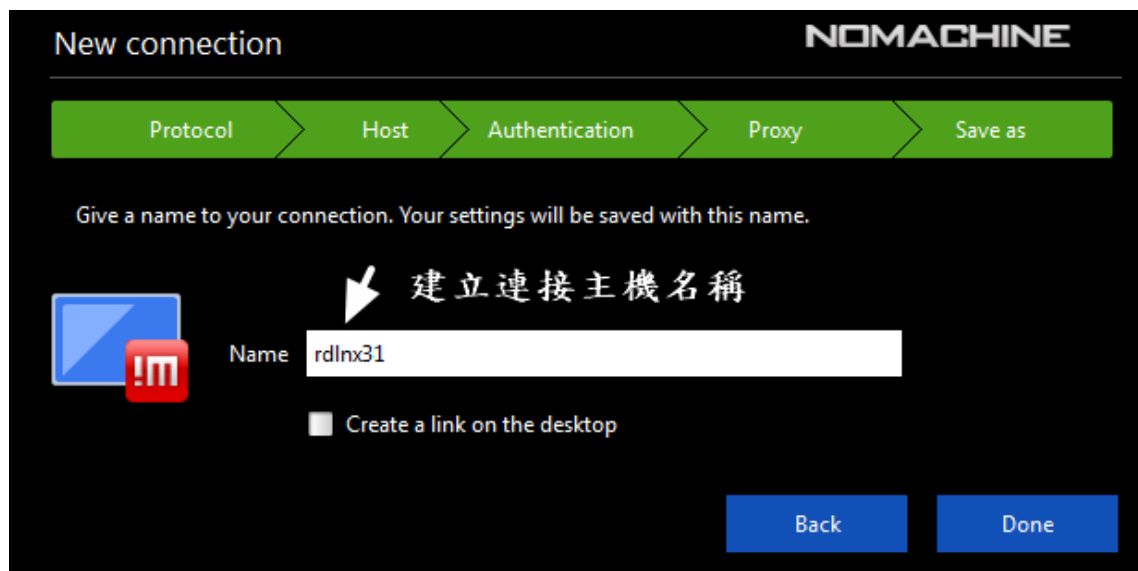 New connection
NOMACHINE
Protocol
Host
Authentication
Proxy
Save as
Give a name to your connection. Your settings will be saved with this name.
建立連接主機名稱
!M
Name rdlnx31
Create a link on the desktop
Back
Done